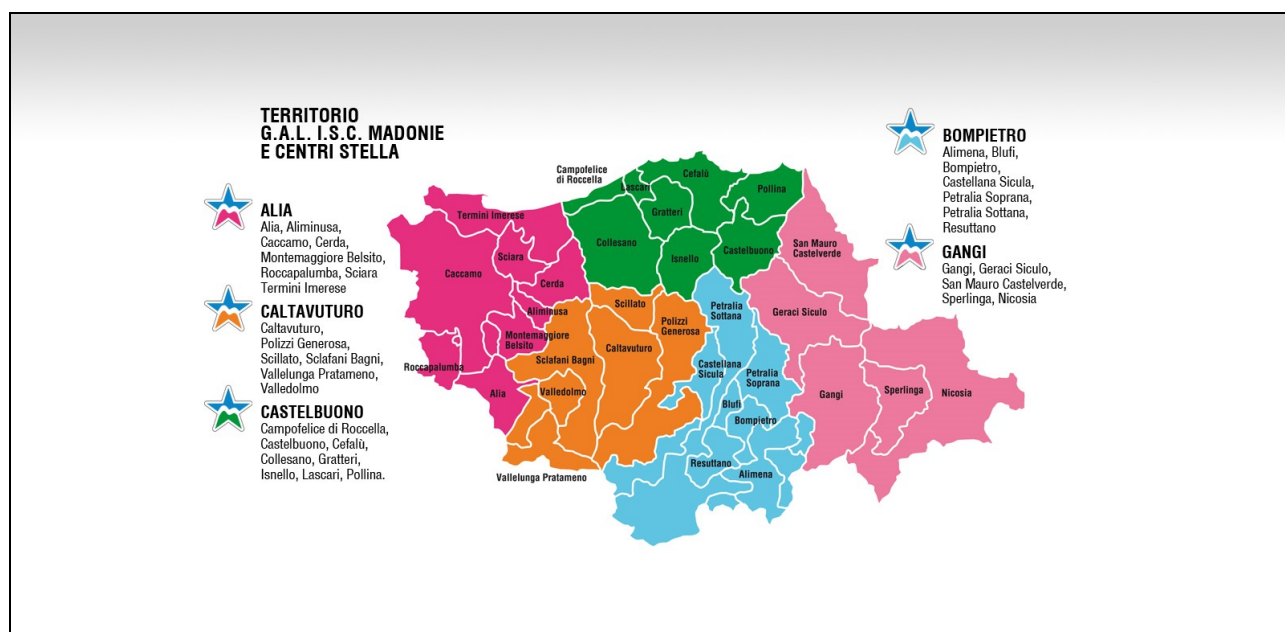 TERRITORIO
G.A.L. I.S.C. MADONIE
E CENTRI STELLA
ALIA
Alia, Aliminusa,
Caccamo, Cerda,
Montemaggiore Belsito,
Roccapalumba, Sciara
Termini Imerese
CALTAVUTURO
Caltavuturo,
Polizzi Generosa,
Scillato, Sclafani Bagni,
Vallelunga Pratameno,
Valledolmo
CASTELBUONO
Campofelice di Roccella,
Castelbuono, Cefalù,
Collesano, Gratteri,
Isnello, Lascari, Pollina.
BOMPIETRO
Alimena, Blufi,
Bompietro,
Castellana Sicula,
Petralia Soprana,
Petralia Sottana,
Resuttano
GANGI
Gangi, Geraci Siculo,
San Mauro Castelverde,
Sperlinga, Nicosia
Campofelice
di Roccella
Lascari
Cefalù
Pollina
Gratteri
Termini Imerese
Collesano
Isnello
Castelbuono
San Mauro
Castelverde
Sciara
Caccamo
Cerda
Scillato
Petralia
Sottana
Aliminusa
Polizzi
Generosa
Geraci Siculo
Montemaggiore
Belsito
Caltavuturo
Sclafani Bagni
Castellana
Sicula
Roccapalumba
Petralia
Soprana
Alia
Valledolmo
Gangi
Sperlinga
Nicosia
Blufi
Bompietro
Resuttano
Alimena
Vallelunga Pratameno